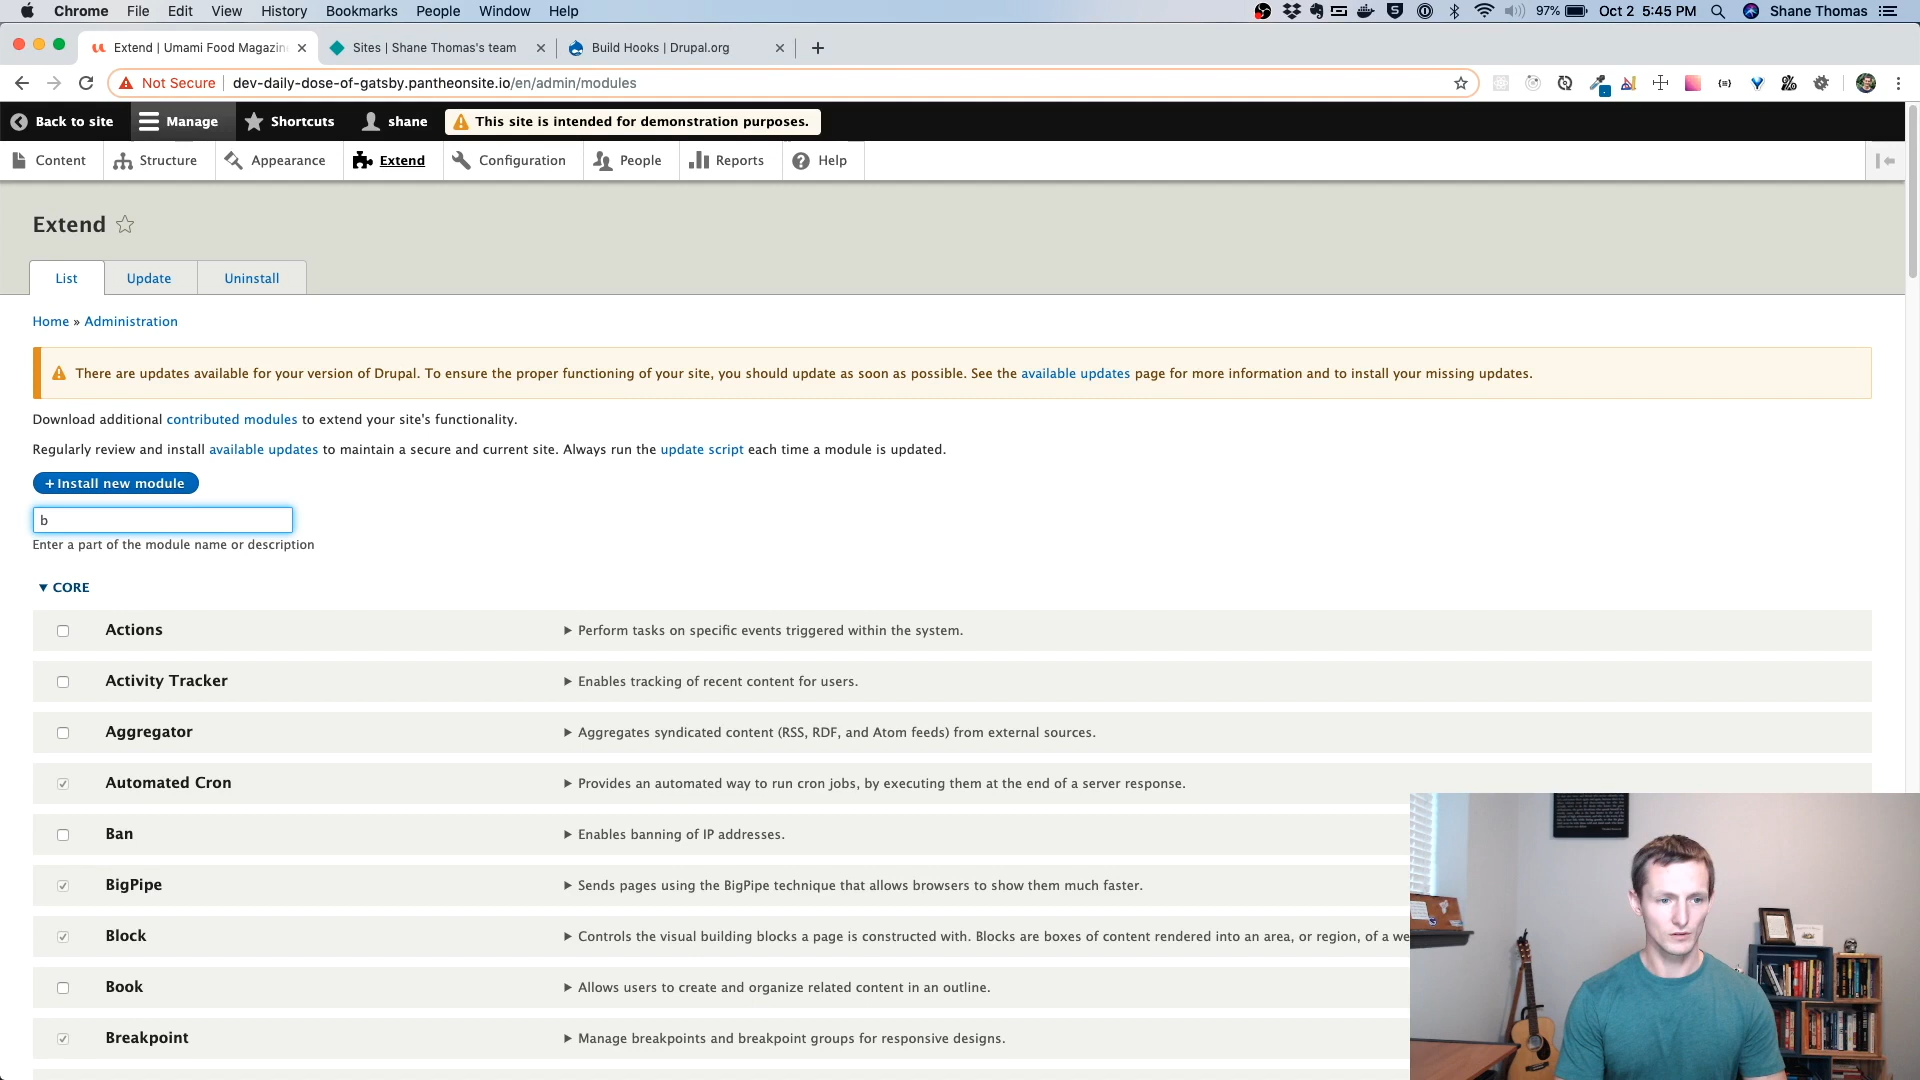 Chrome File Edit View History Bookmarks People Window Help 97% Oct 2 5:45 PM Shane Thomas
Extend | Umami Food Magazin Sites | Shane Thomas's team Build Hooks | Drupal.org
Not Secure dev-daily-dose-of-gatsby.pantheonsite.io/en/admin/modules
Back to site Manage Shortcuts shane This site is intended for demonstration purposes.
Content Structure Appearance Extend Configuration People Reports Help
Extend
List Update Uninstall
Home » Administration
There are updates available for your version of Drupal. To ensure the proper functioning of your site, you should update as soon as possible. See the available updates page for more information and to install your missing updates.
Download additional contributed modules to extend your site's functionality.
Regularly review and install available updates to maintain a secure and current site. Always run the update script each time a module is updated.
+ Install new module
b
Enter a part of the module name or description
▼ CORE
Actions ▶ Perform tasks on specific events triggered within the system.
Activity Tracker ▶ Enables tracking of recent content for users.
Aggregator ▶ Aggregates syndicated content (RSS, RDF, and Atom feeds) from external sources.
Automated Cron ▶ Provides an automated way to run cron jobs, by executing them at the end of a server response.
Ban ▶ Enables banning of IP addresses.
BigPipe ▶ Sends pages using the BigPipe technique that allows browsers to show them much faster.
Block ▶ Controls the visual building blocks a page is constructed with. Blocks are boxes of content rendered into an area, or region, of a we
Book ▶ Allows users to create and organize related content in an outline.
Breakpoint ▶ Manage breakpoints and breakpoint groups for responsive designs.